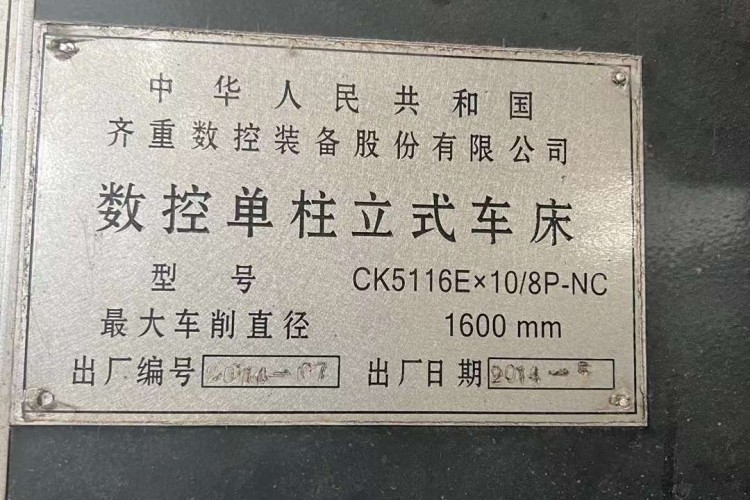 中华人民共和国
齐重数控装备股份有限公司
数控单柱立式车床
型号 CK5116E×10/8P-NC
最大车削直径 1600 mm
出厂编号 出厂日期 2014-5